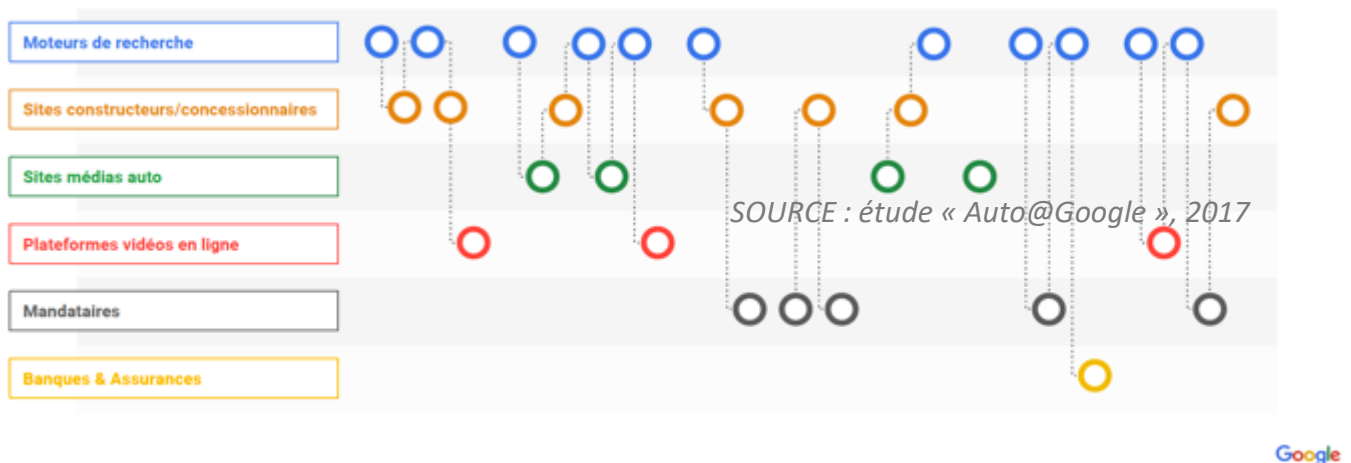 Moteurs de recherche
Sites constructeurs/concessionnaires
Sites médias auto
SOURCE : étude « Auto@Google », 2017
Plateformes vidéos en ligne
Mandataires
Banques & Assurances
Google